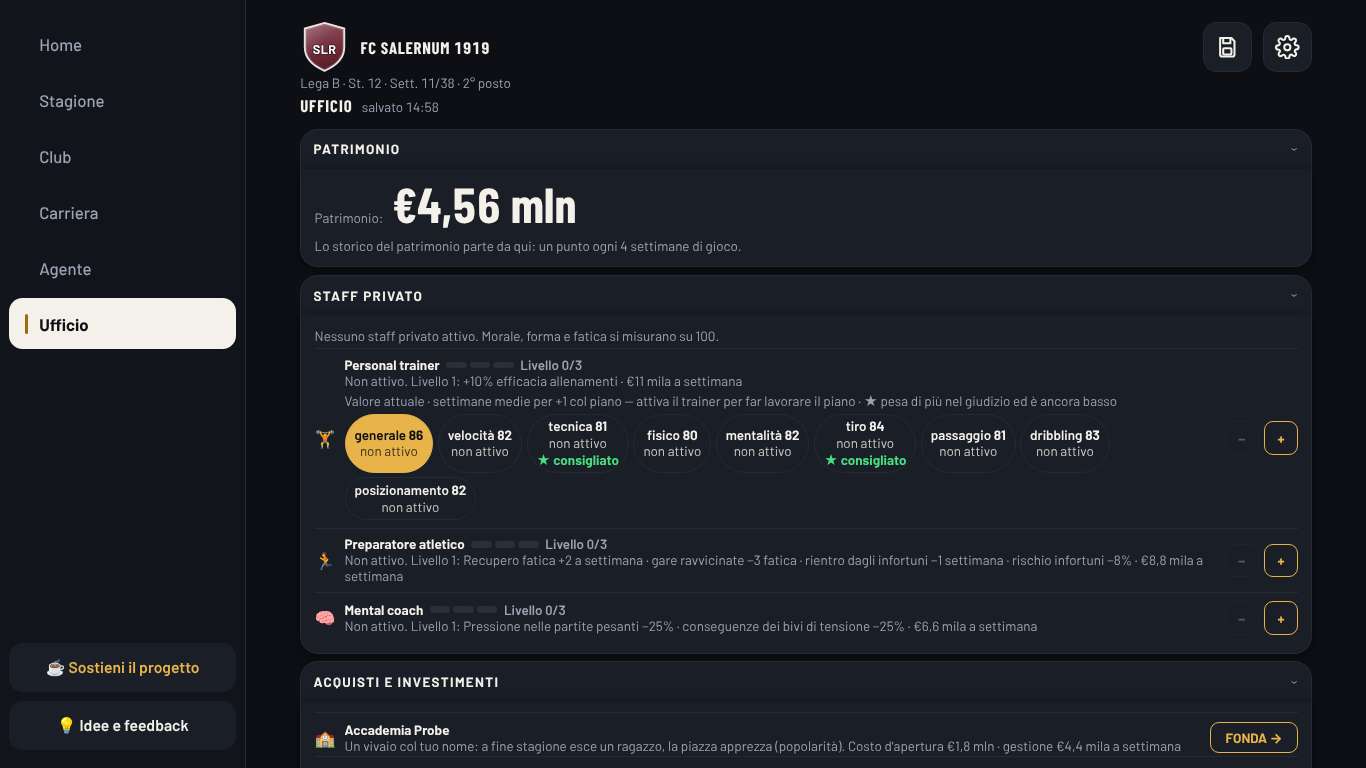 Home
Stagione
Club
Carriera
Agente
Ufficio
☕ Sostieni il progetto
💡 Idee e feedback
SLR
FC SALERNUM 1919
Lega B · St. 12 · Sett. 11/38 · 2° posto
UFFICIO salvato 14:58
PATRIMONIO
Patrimonio: €4,56 mln
Lo storico del patrimonio parte da qui: un punto ogni 4 settimane di gioco.
STAFF PRIVATO
Nessuno staff privato attivo. Morale, forma e fatica si misurano su 100.
Personal trainer Livello 0/3
Non attivo. Livello 1: +10% efficacia allenamenti · €11 mila a settimana
Valore attuale · settimane medie per +1 col piano — attiva il trainer per far lavorare il piano · ★ pesa di più nel giudizio ed è ancora basso
generale 86
non attivo
velocità 82
non attivo
tecnica 81
non attivo
★ consigliato
fisico 80
non attivo
mentalità 82
non attivo
tiro 84
non attivo
★ consigliato
passaggio 81
non attivo
dribbling 83
non attivo
posizionamento 82
non attivo
− +
Preparatore atletico Livello 0/3
Non attivo. Livello 1: Recupero fatica +2 a settimana · gare ravvicinate −3 fatica · rientro dagli infortuni −1 settimana · rischio infortuni −8% · €8,8 mila a
settimana
− +
Mental coach Livello 0/3
Non attivo. Livello 1: Pressione nelle partite pesanti −25% · conseguenze dei bivi di tensione −25% · €6,6 mila a settimana
− +
ACQUISTI E INVESTIMENTI
Accademia Probe
Un vivaio col tuo nome: a fine stagione esce un ragazzo, la piazza apprezza (popolarità). Costo d'apertura €1,8 mln · gestione €4,4 mila a settimana
FONDA →